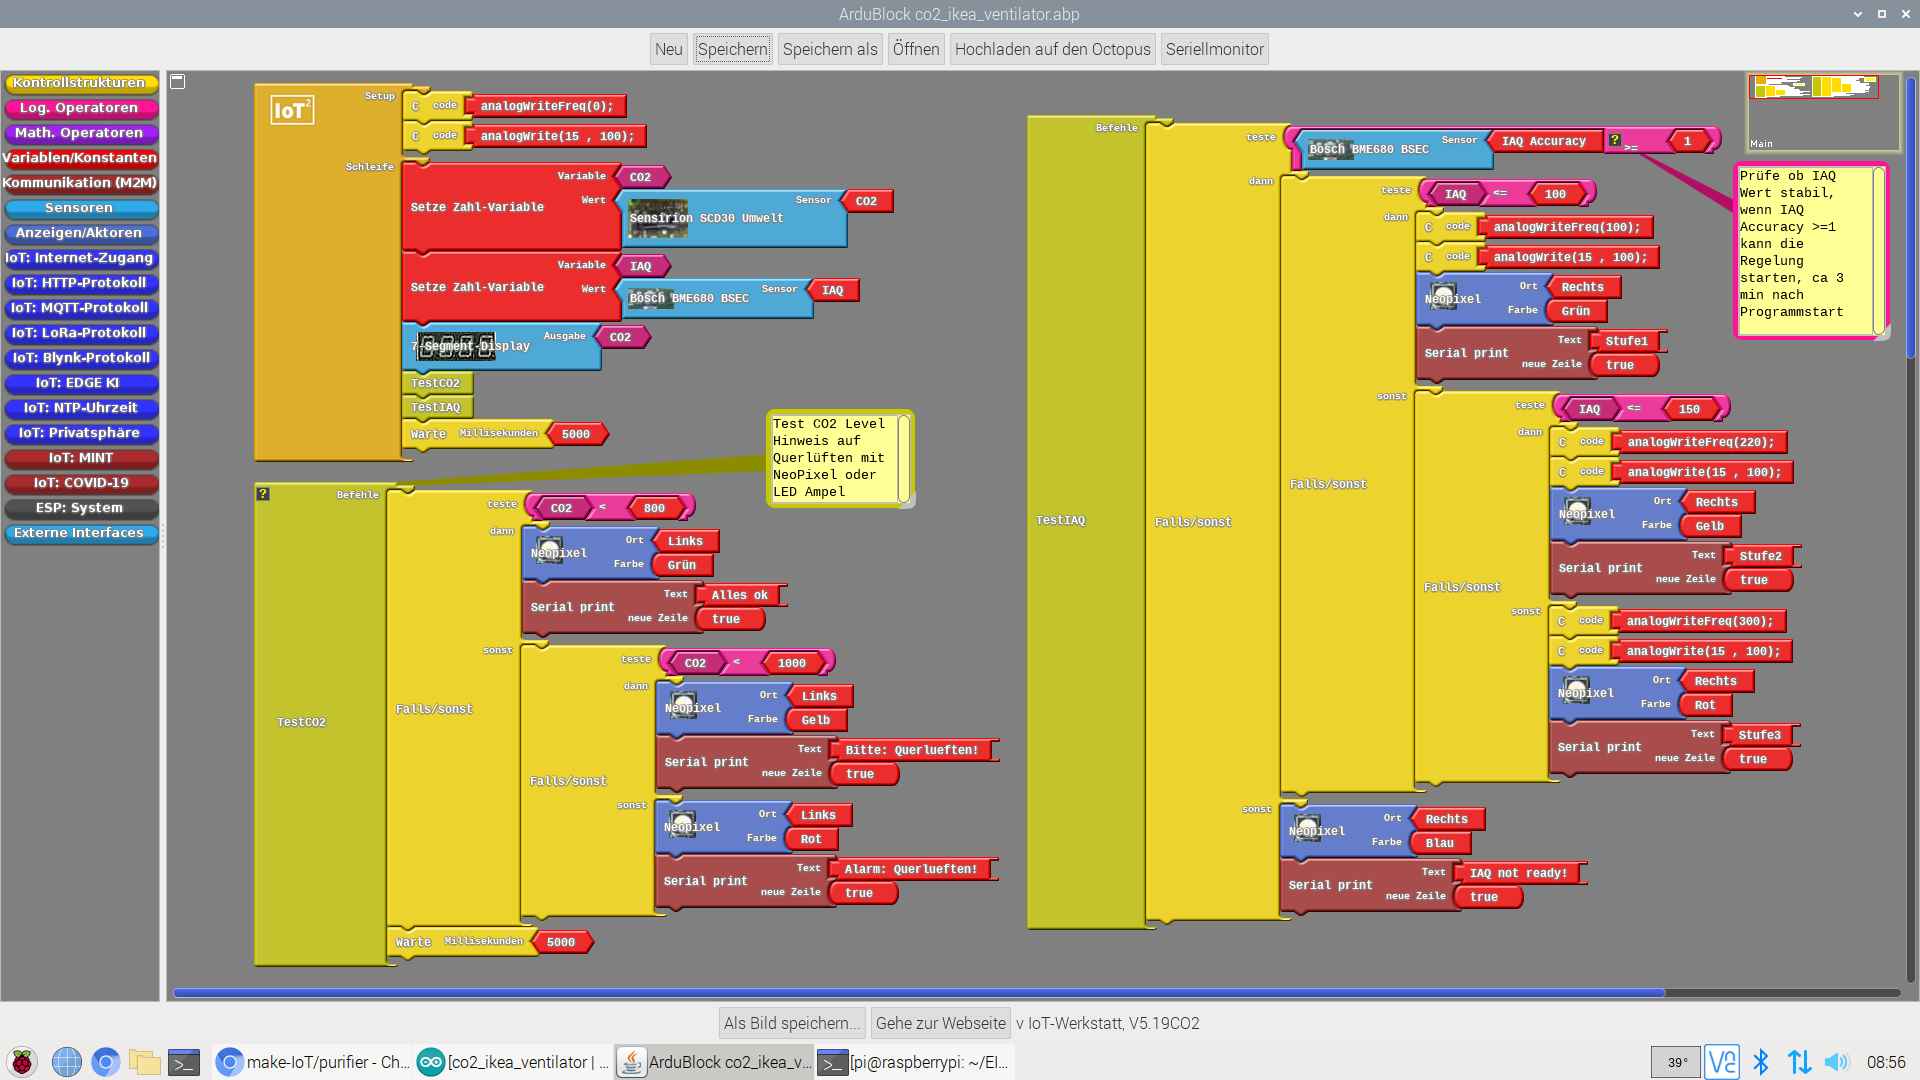 ArduBlock co2_ikea_ventilator.abp
Neu
Speichern
Speichern als
Öffnen
Hochladen auf den Octopus
Seriellmonitor
Kontrollstrukturen
Log. Operatoren
Math. Operatoren
Variablen/Konstanten
Kommunikation (M2M)
Sensoren
Anzeigen/Aktoren
IoT: Internet-Zugang
IoT: HTTP-Protokoll
IoT: MQTT-Protokoll
IoT: LoRa-Protokoll
IoT: Blynk-Protokoll
IoT: EDGE KI
IoT: NTP-Uhrzeit
IoT: Privatsphäre
IoT: MINT
IoT: COVID-19
ESP: System
Externe Interfaces
IoT2
Setup
C code analogWriteFreq(0);
C code analogWrite(15 , 100);
Schleife
Setze Zahl-Variable
Variable CO2
Wert Sensirion SCD30 Umwelt Sensor CO2
Setze Zahl-Variable
Variable IAQ
Wert Bosch BME680 BSEC Sensor IAQ
7-Segment-Display Ausgabe CO2
TestCO2
TestIAQ
Warte Millisekunden 5000
Test CO2 Level
Hinweis auf
Querlüften mit
NeoPixel oder
LED Ampel
?
TestCO2
Befehle
Falls/sonst
teste CO2 < 800
dann
Neopixel Ort Links
Farbe Grün
Serial print Text Alles ok
neue Zeile true
sonst
Falls/sonst
teste CO2 < 1000
dann
Neopixel Ort Links
Farbe Gelb
Serial print Text Bitte: Querlueften!
neue Zeile true
sonst
Neopixel Ort Links
Farbe Rot
Serial print Text Alarm: Querlueften!
neue Zeile true
Warte Millisekunden 5000
TestIAQ
Befehle
Falls/sonst
teste Bosch BME680 BSEC Sensor IAQ Accuracy ? >= 1
dann
Falls/sonst
teste IAQ <= 100
dann
C code analogWriteFreq(100);
C code analogWrite(15 , 100);
Neopixel Ort Rechts
Farbe Grün
Serial print Text Stufe1
neue Zeile true
sonst
Falls/sonst
teste IAQ <= 150
dann
C code analogWriteFreq(220);
C code analogWrite(15 , 100);
Neopixel Ort Rechts
Farbe Gelb
Serial print Text Stufe2
neue Zeile true
sonst
C code analogWriteFreq(300);
C code analogWrite(15 , 100);
Neopixel Ort Rechts
Farbe Rot
Serial print Text Stufe3
neue Zeile true
sonst
Neopixel Ort Rechts
Farbe Blau
Serial print Text IAQ not ready!
neue Zeile true
Main
Prüfe ob IAQ
Wert stabil,
wenn IAQ
Accuracy >=1
kann die
Regelung
starten, ca 3
min nach
Programmstart
Als Bild speichern...
Gehe zur Webseite
v IoT-Werkstatt, V5.19CO2
make-IoT/purifier - Ch...
[co2_ikea_ventilator | ...
ArduBlock co2_ikea_v...
[pi@raspberrypi: ~/El...
39°
08:56